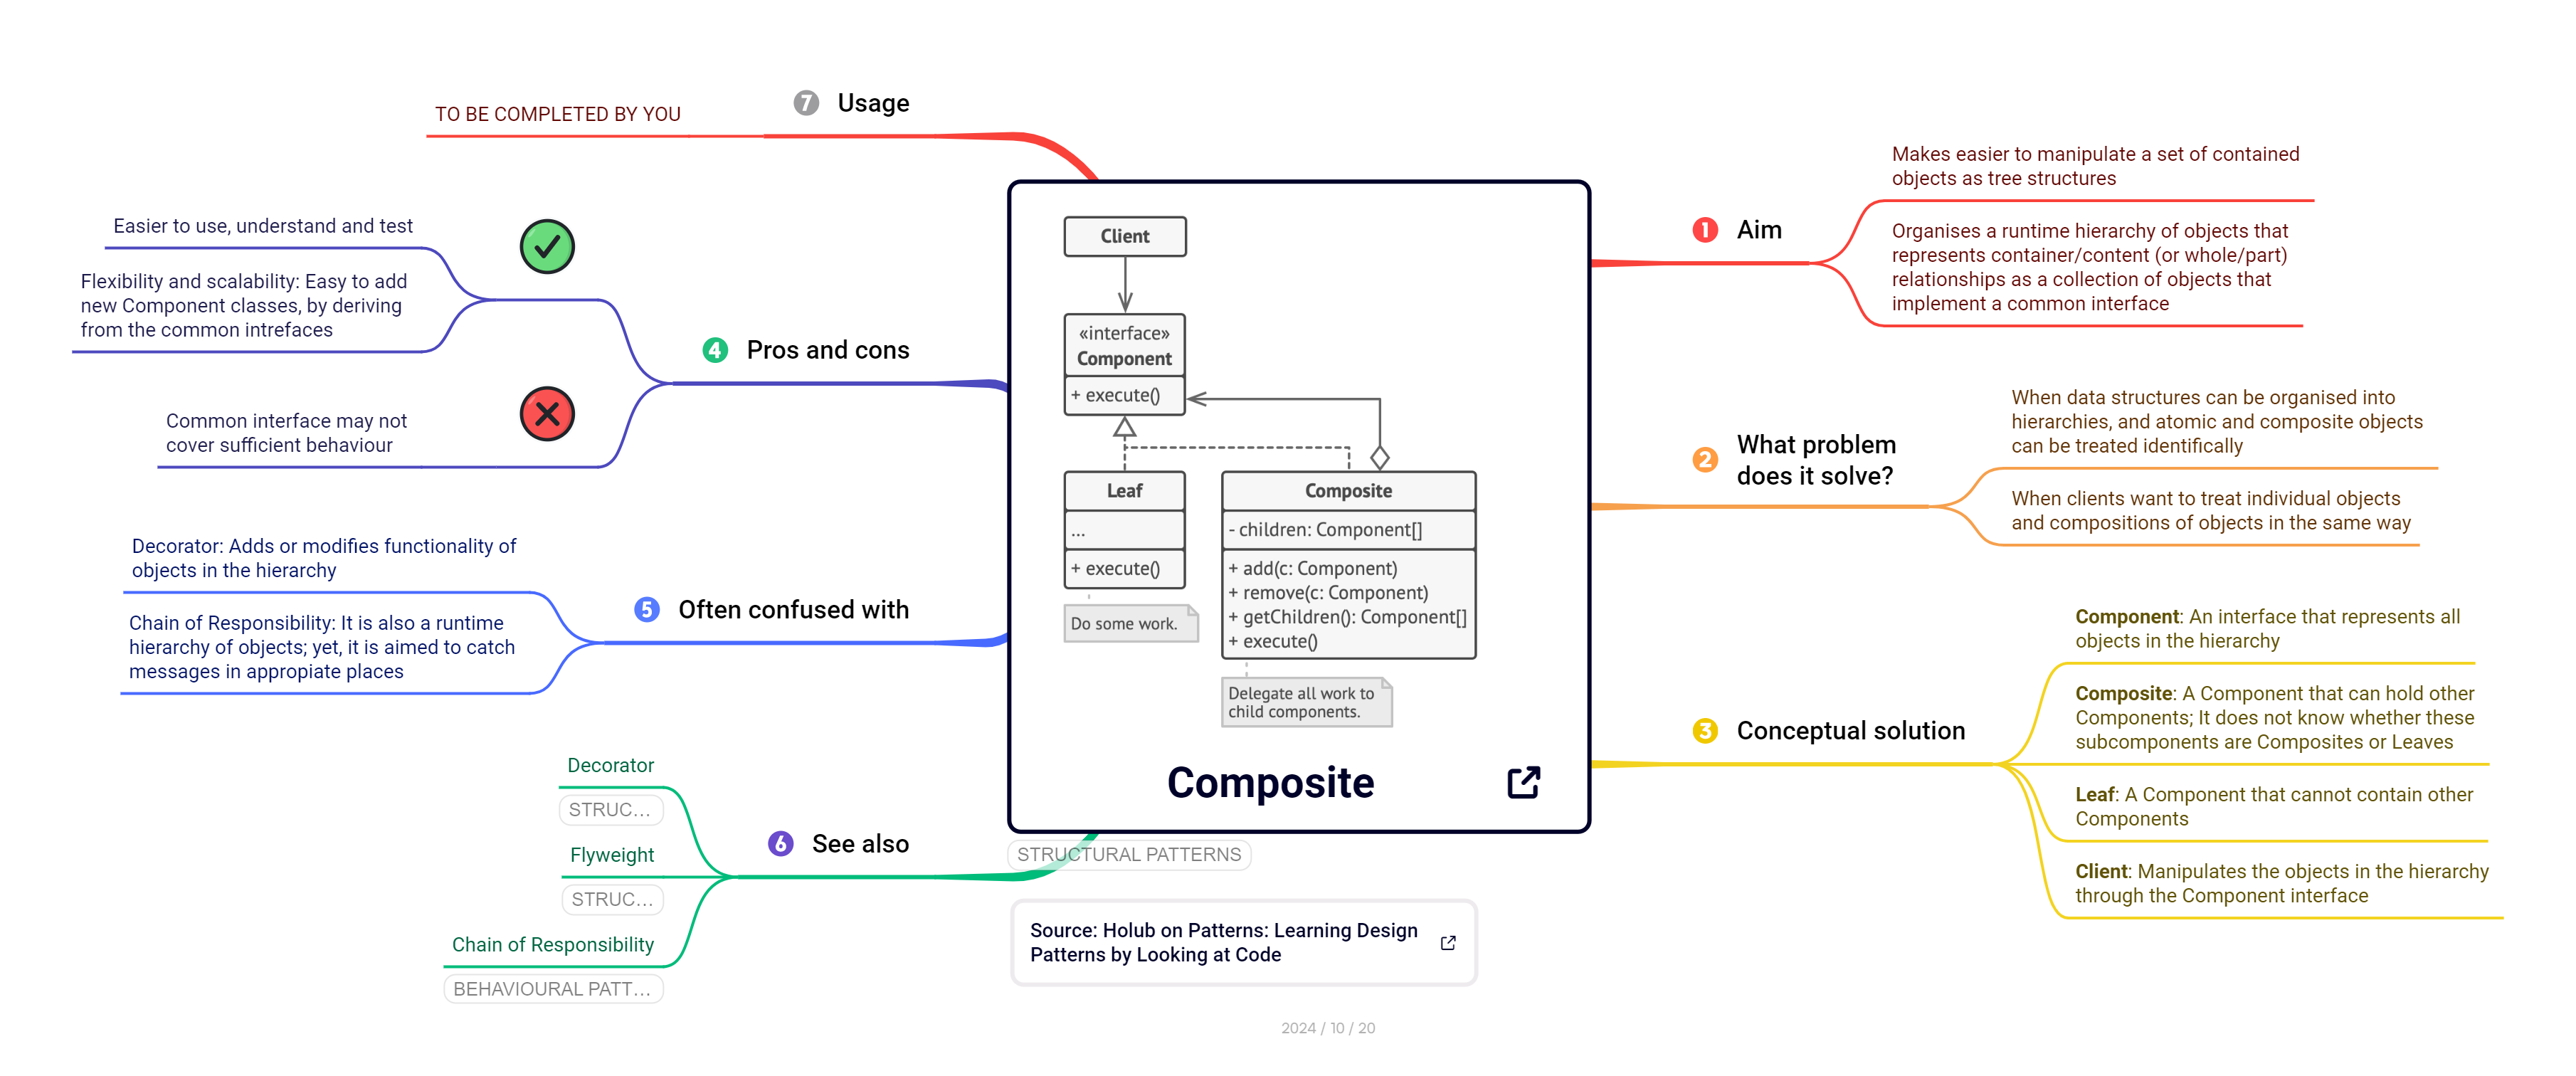 Client
«interface»
Component
+ execute()
Leaf
...
+ execute()
Do some work.
Composite
- children: Component[]
+ add(c: Component)
+ remove(c: Component)
+ getChildren(): Component[]
+ execute()
Delegate all work to
child components.
Composite
STRUCTURAL PATTERNS
1 Aim
Makes easier to manipulate a set of contained
objects as tree structures
Organises a runtime hierarchy of objects that
represents container/content (or whole/part)
relationships as a collection of objects that
implement a common interface
2 What problem
does it solve?
When data structures can be organised into
hierarchies, and atomic and composite objects
can be treated identifically
When clients want to treat individual objects
and compositions of objects in the same way
3 Conceptual solution
Component: An interface that represents all
objects in the hierarchy
Composite: A Component that can hold other
Components; It does not know whether these
subcomponents are Composites or Leaves
Leaf: A Component that cannot contain other
Components
Client: Manipulates the objects in the hierarchy
through the Component interface
4 Pros and cons
Easier to use, understand and test
Flexibility and scalability: Easy to add
new Component classes, by deriving
from the common intrefaces
Common interface may not
cover sufficient behaviour
5 Often confused with
Decorator: Adds or modifies functionality of
objects in the hierarchy
Chain of Responsibility: It is also a runtime
hierarchy of objects; yet, it is aimed to catch
messages in appropiate places
6 See also
Decorator
STRUC...
Flyweight
STRUC...
Chain of Responsibility
BEHAVIOURAL PATT...
7 Usage
TO BE COMPLETED BY YOU
Source: Holub on Patterns: Learning Design
Patterns by Looking at Code
2024 / 10 / 20